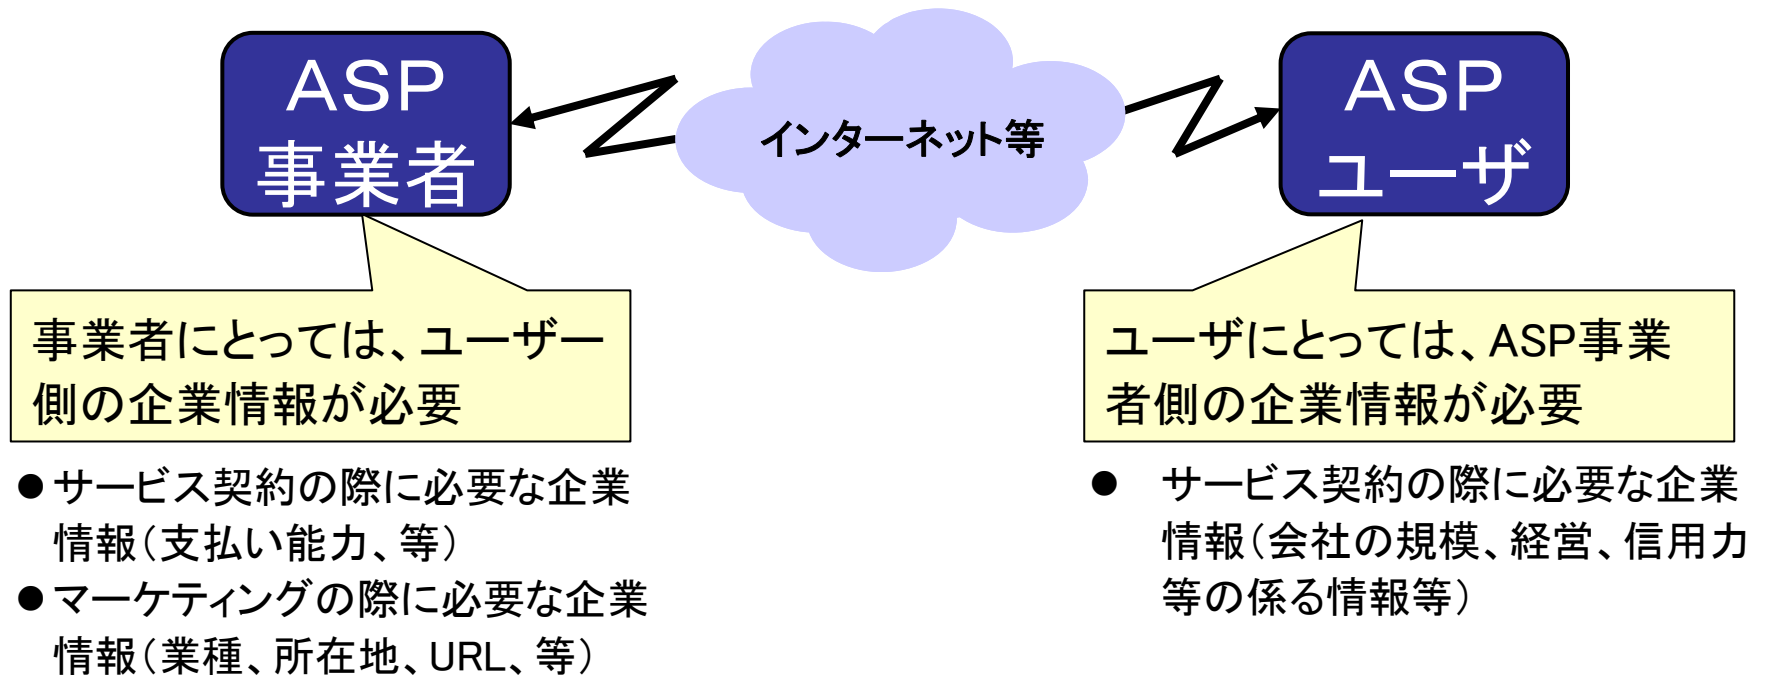 ASP
事業者
インターネット等
ASP
ユーザ
事業者にとっては、ユーザー
側の企業情報が必要
ユーザにとっては、ASP事業
者側の企業情報が必要
●サービス契約の際に必要な企業
情報(支払い能力、等)
●マーケティングの際に必要な企業
情報(業種、所在地、URL、等)
● サービス契約の際に必要な企業
情報(会社の規模、経営、信用力
等の係る情報等)